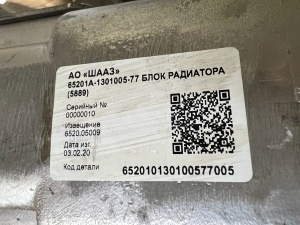 АО «ШААЗ»
65201А-1301005-77 БЛОК РАДИАТОРА
(5889)
Серийный №
00000010
Извещение
6520.05009
Дата изг.
03.02.20
Код детали 652010130100577005